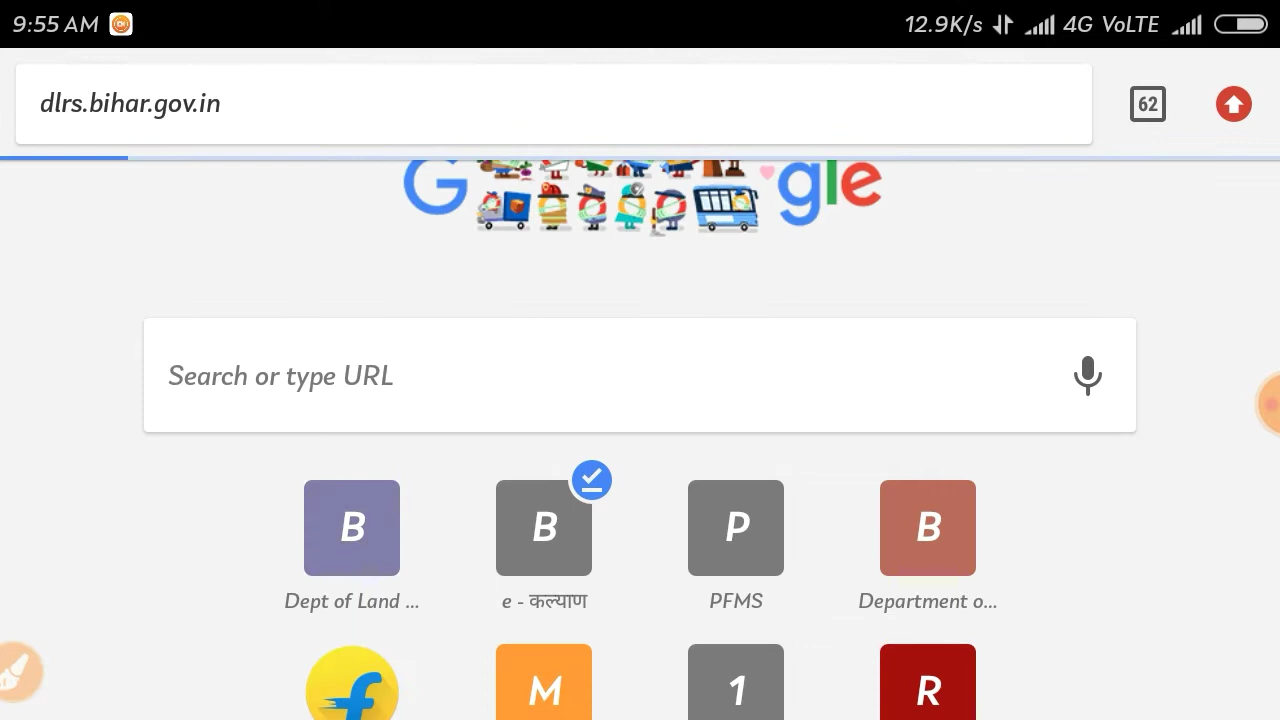 9:55 AM 12.9K/s 4G VoLTE
dlrs.bihar.gov.in 62
G gle
Search or type URL
B B P B
Dept of Land ... e - कल्याण PFMS Department o...
f M 1 R